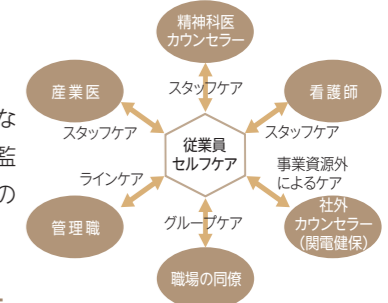 精神科医
カウンセラー
産業医
スタッフケア
看護師
な
スタッフケア
従業員
セルフケア
スタッフケア
監
ラインケア
事業資源外
によるケア
の
管理職
グループケア
社外
カウンセラー
(関電健保)
職場の同僚